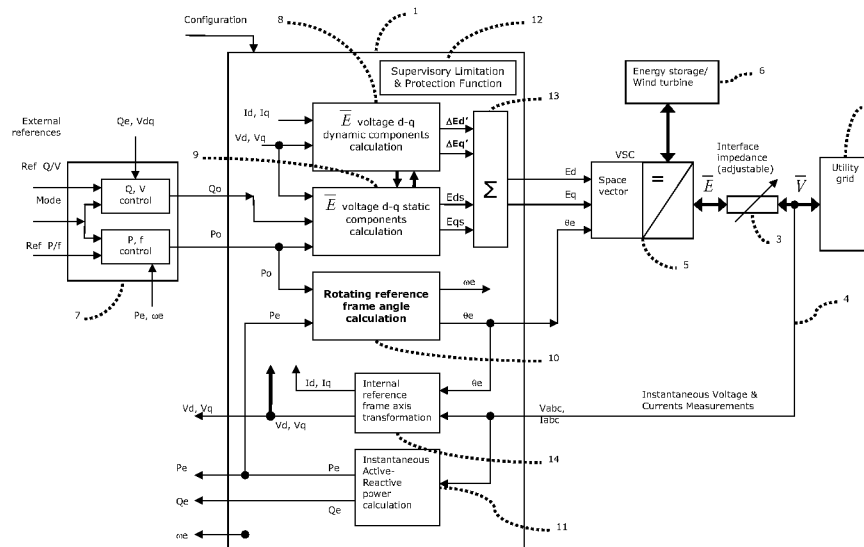 Configuration
8
1
12
Supervisory Limitation
& Protection Function
13
Energy storage/
Wind turbine
6
External
references
Qe, Vdq
Id, Iq
Vd, Vq
E voltage d-q
dynamic components
calculation
ΔEd'
ΔEq'
9
Ref Q/V
Mode
Ref P/f
Q, V
control
P, f
control
Qo
Po
E voltage d-q static
components
calculation
Eds
Eqs
Σ
Ed
Eq
θe
VSC
Space
vector
=
E
Interface
impedance
(adjustable)
V
Utility
grid
5
3
4
7
Pe, ωe
Po
Pe
Rotating reference
frame angle
calculation
ωe
θe
10
Id, Iq
θe
Vd, Vq
Vd, Vq
Internal
reference
frame axis
transformation
Vabc,
Iabc
Instantaneous Voltage &
Currents Measurements
14
Pe
Pe
Qe
Qe
Instantaneous
Active-
Reactive
power
calculation
11
ωe